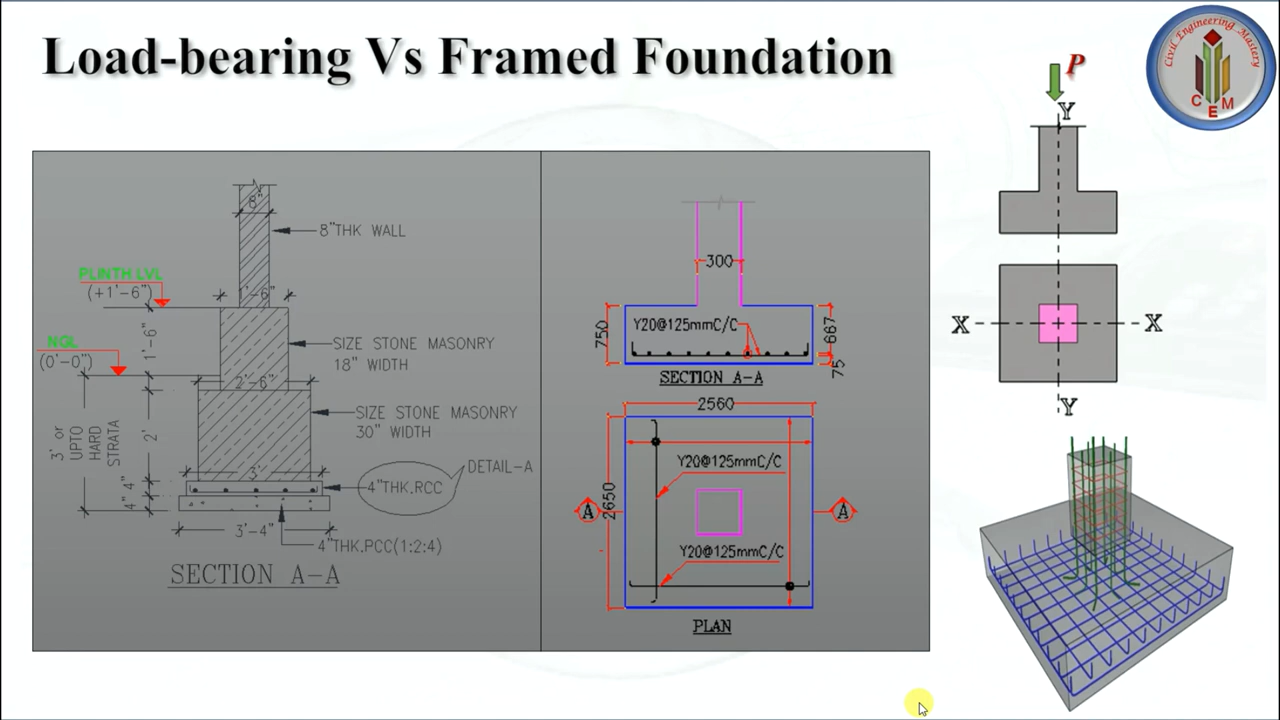 Load-bearing Vs Framed Foundation
Civil Engineering Mastery
C E M
P
Y
8"
8"THK WALL
PLINTH LVL
(+1'-6")
1'-6"
SIZE STONE MASONRY
18" WIDTH
NGL
(0'-0")
1'-6"
2'-6"
SIZE STONE MASONRY
30" WIDTH
3' or
UPTO
HARD
STRATA
2'
3'
DETAIL-A
4"THK.RCC
4" 4"
3'-4"
4"THK.PCC(1:2:4)
SECTION A-A
300
Y20@125mmC/C
750
667
75
SECTION A-A
2560
Y20@125mmC/C
2650
A
A
Y20@125mmC/C
PLAN
X
X
Y